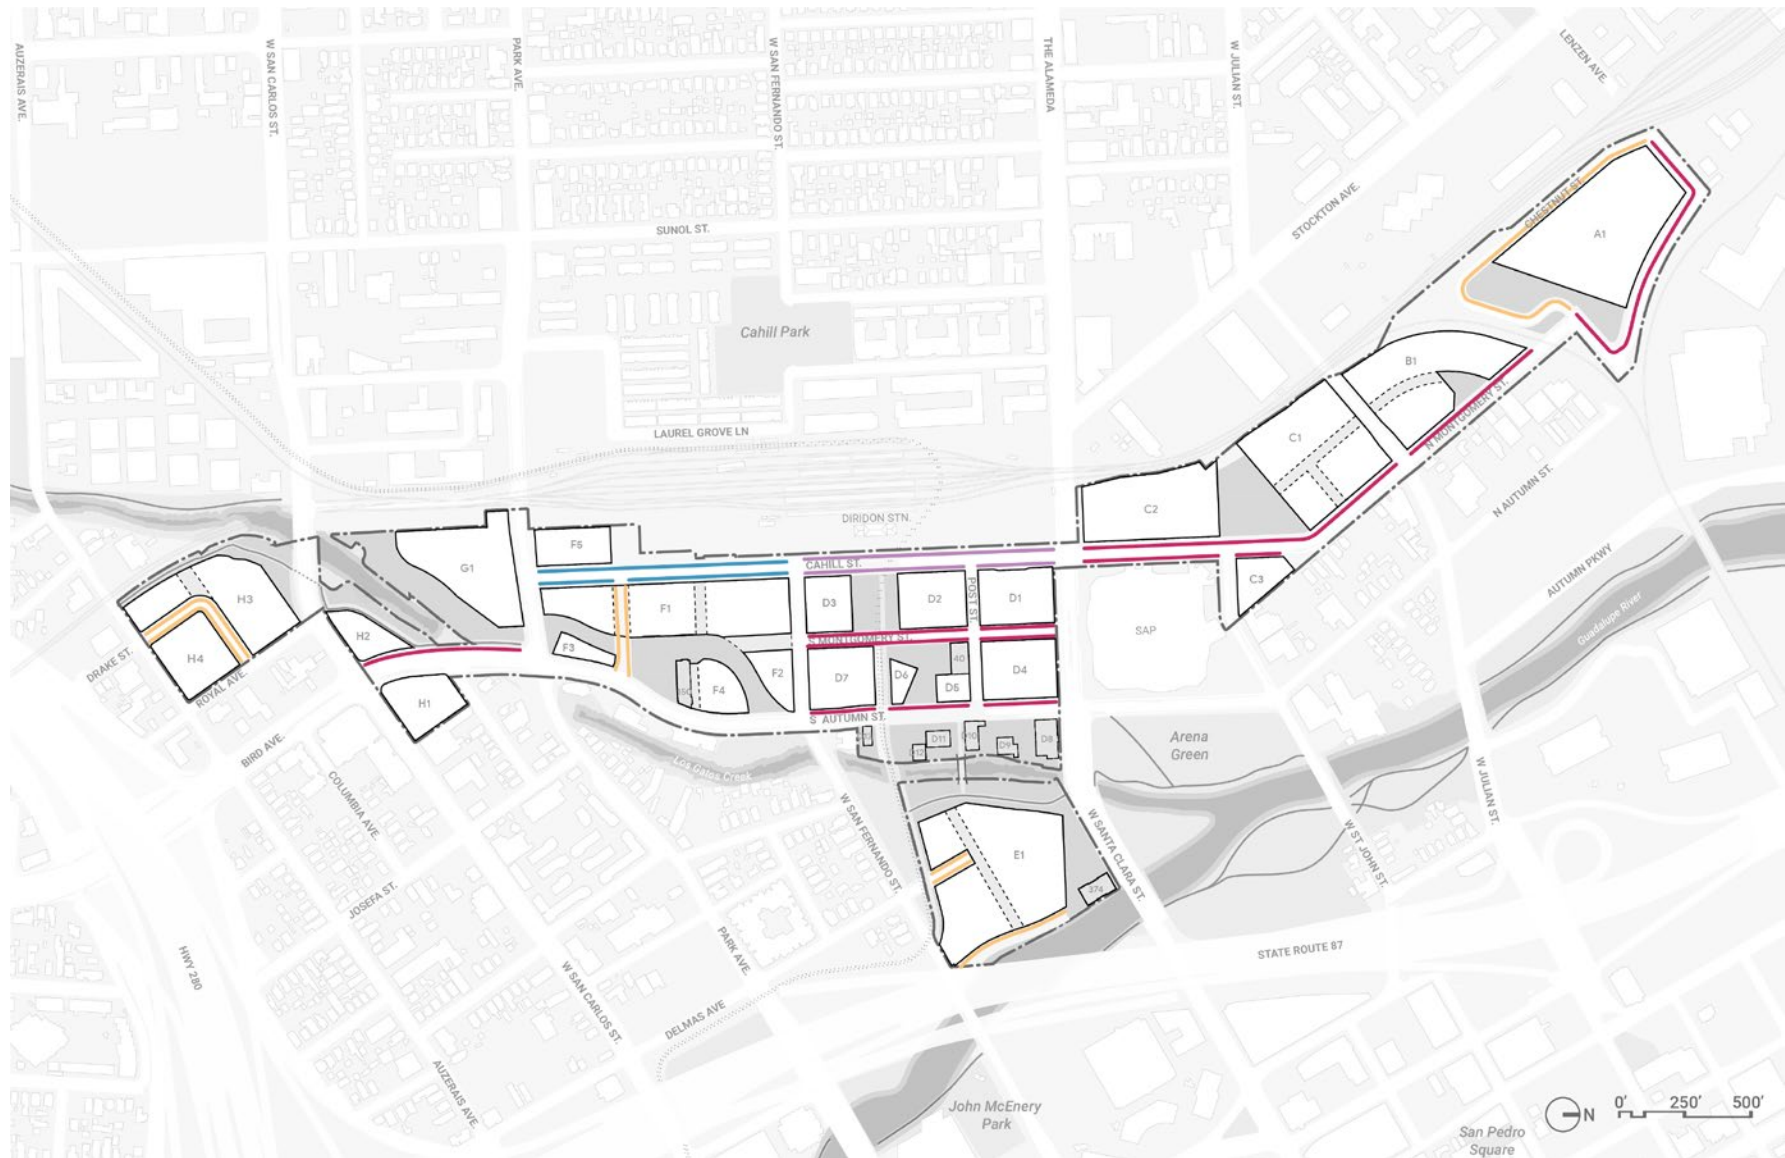 AUZERAIS AVE.
W SAN CARLOS ST.
PARK AVE.
W SAN FERNANDO ST.
THE ALAMEDA
W JULIAN ST.
LENZEN AVE.
STOCKTON AVE.
CHESTNUT ST.
A1
SUNOL ST.
Cahill Park
LAUREL GROVE LN
B1
N MONTGOMERY ST.
C1
N AUTUMN ST.
C2
DIRIDON STN.
AUTUMN PKWY
Guadalupe River
F5
G1
CAHILL ST.
C3
H3
F1
D3
D2
POST ST.
D1
SAP
H2
S MONTGOMERY ST.
F3
H4
DRAKE ST.
ROYAL AVE.
F4
F2
D7
D6
40
D5
D4
H1
S AUTUMN ST.
BIRD AVE.
D11
D10
D9
D8
D12
Arena
Green
Los Gatos Creek
COLUMBIA AVE.
W SAN FERNANDO ST.
W SANTA CLARA ST.
W ST JOHN ST.
W JULIAN ST.
E1
374
JOSEFA ST.
PARK AVE.
HWY 280
W SAN CARLOS ST.
DELMAS AVE
STATE ROUTE 87
AUZERAIS AVE.
John McEnery
Park
N
0' 250' 500'
San Pedro
Square